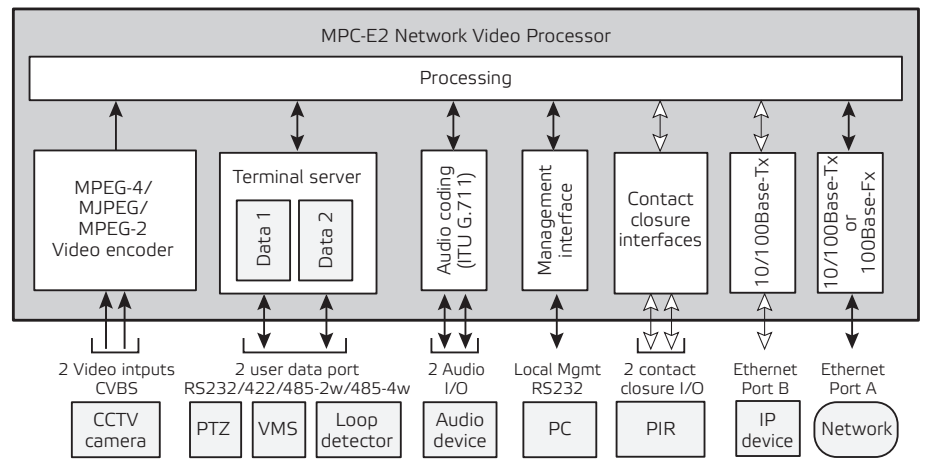 MPC-E2 Network Video Processor
Processing
MPEG-4/
MJPEG/
MPEG-2
Video encoder
Terminal server
Data 1
Data 2
Audio coding
(ITU G.711)
Management
interface
Contact
closure
interfaces
10/100Base-Tx
10/100Base-Tx
or
100Base-Fx
2 Video intputs
CVBS
2 user data port
RS232/422/485-2w/485-4w
2 Audio
I/O
Local Mgmt
RS232
2 contact
closure I/O
Ethernet
Port B
Ethernet
Port A
CCTV
camera
PTZ
VMS
Loop
detector
Audio
device
PC
PIR
IP
device
Network